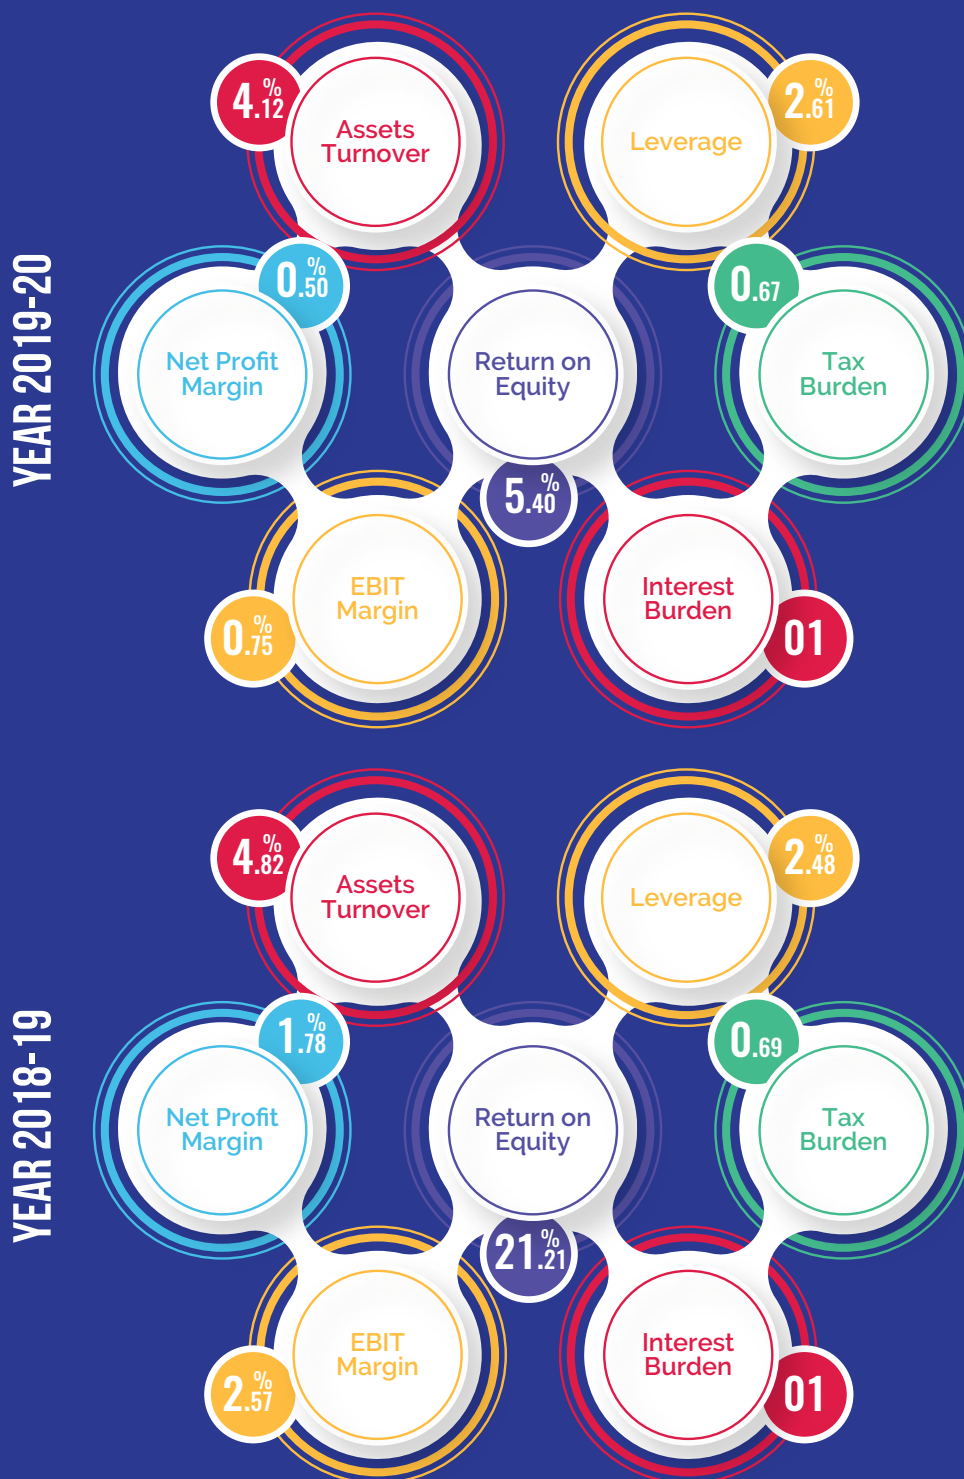 YEAR 2019-20
4.12%
Assets
Turnover
Leverage
2.61%
0.50%
Net Profit
Margin
Return on
Equity
5.40%
0.67
Tax
Burden
EBIT
Margin
0.75%
Interest
Burden
01
YEAR 2018-19
4.82%
Assets
Turnover
Leverage
2.48%
1.78%
Net Profit
Margin
Return on
Equity
21.21%
0.69
Tax
Burden
EBIT
Margin
2.57%
Interest
Burden
01